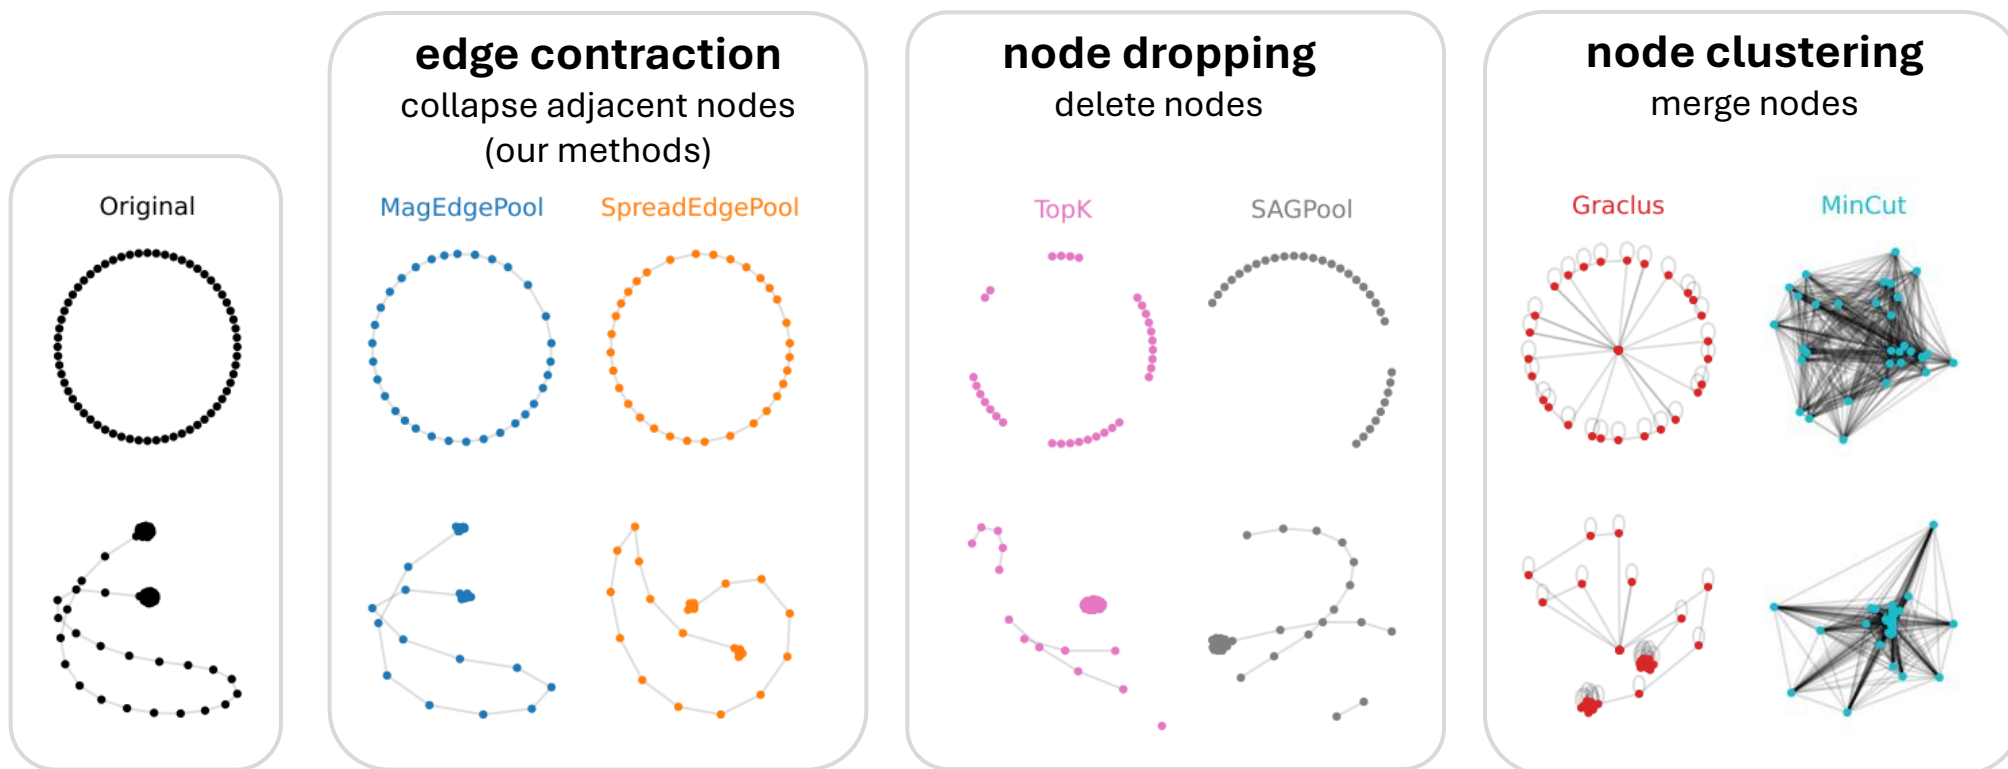 Original
edge contraction
collapse adjacent nodes
(our methods)
MagEdgePool
SpreadEdgePool
node dropping
delete nodes
TopK
SAGPool
node clustering
merge nodes
Graclus
MinCut